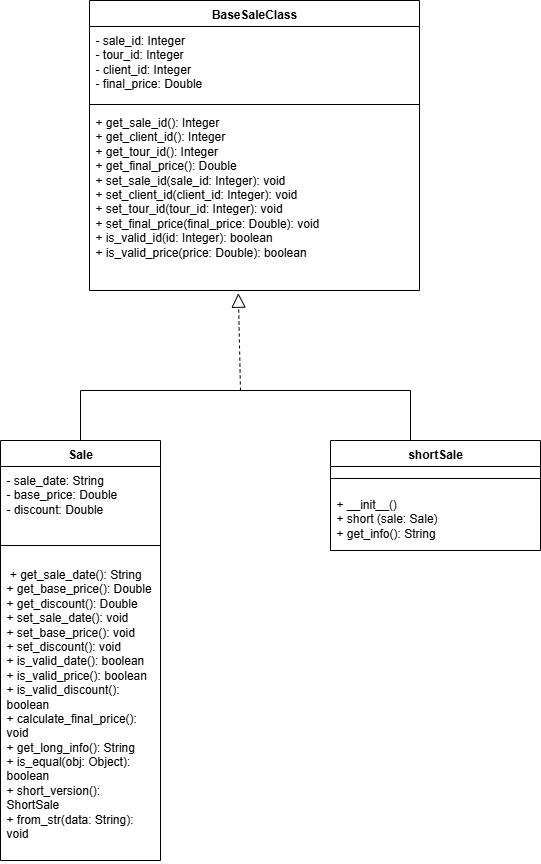 BaseSaleClass
- sale_id: Integer
- tour_id: Integer
- client_id: Integer
- final_price: Double
+ get_sale_id(): Integer
+ get_client_id(): Integer
+ get_tour_id(): Integer
+ get_final_price(): Double
+ set_sale_id(sale_id: Integer): void
+ set_client_id(client_id: Integer): void
+ set_tour_id(tour_id: Integer): void
+ set_final_price(final_price: Double): void
+ is_valid_id(id: Integer): boolean
+ is_valid_price(price: Double): boolean
Sale
- sale_date: String
- base_price: Double
- discount: Double
+ get_sale_date(): String
+ get_base_price(): Double
+ get_discount(): Double
+ set_sale_date(): void
+ set_base_price(): void
+ set_discount(): void
+ is_valid_date(): boolean
+ is_valid_price(): boolean
+ is_valid_discount():
boolean
+ calculate_final_price():
void
+ get_long_info(): String
+ is_equal(obj: Object):
boolean
+ short_version():
ShortSale
+ from_str(data: String):
void
shortSale
+ __init__()
+ short (sale: Sale)
+ get_info(): String